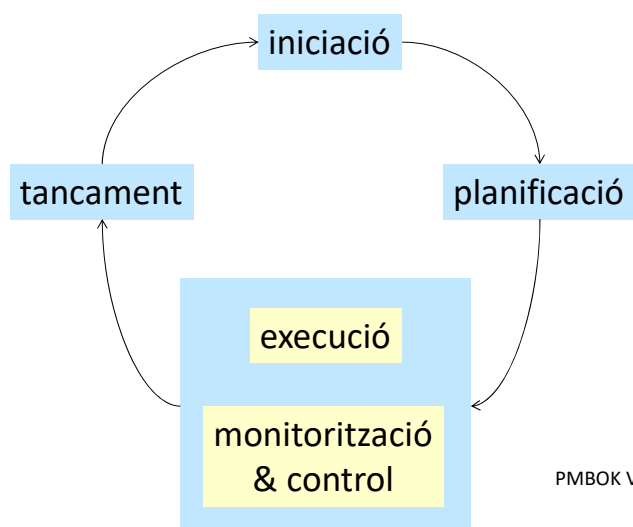 iniciació
tancament
planificació
execució
monitorització
& control
PMBOK V